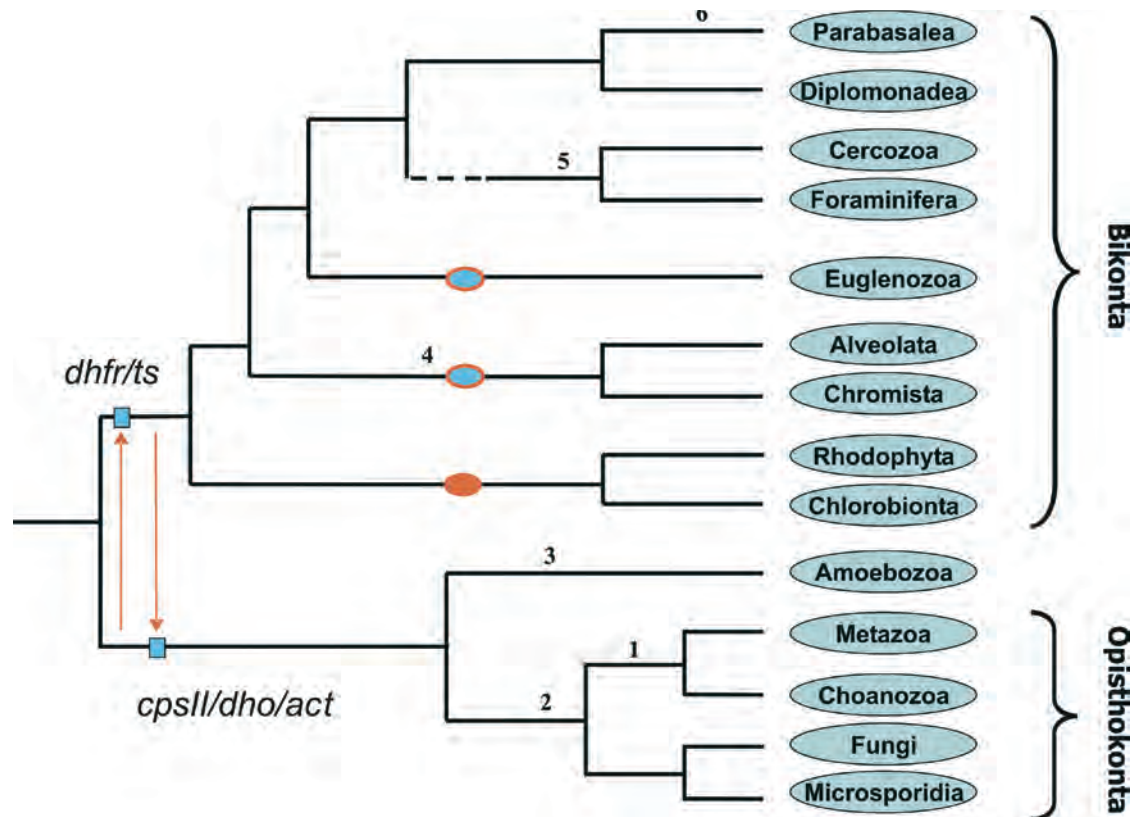 6
Parabasalea
Diplomonadea
Cercozoa
5
Foraminifera
Bikonta
Euglenozoa
4
Alveolata
dhfr/ts
Chromista
Rhodophyta
Chlorobionta
3
Amoebozoa
Metazoa
1
Opisthokonta
cpsII/dho/act
2
Choanozoa
Fungi
Microsporidia